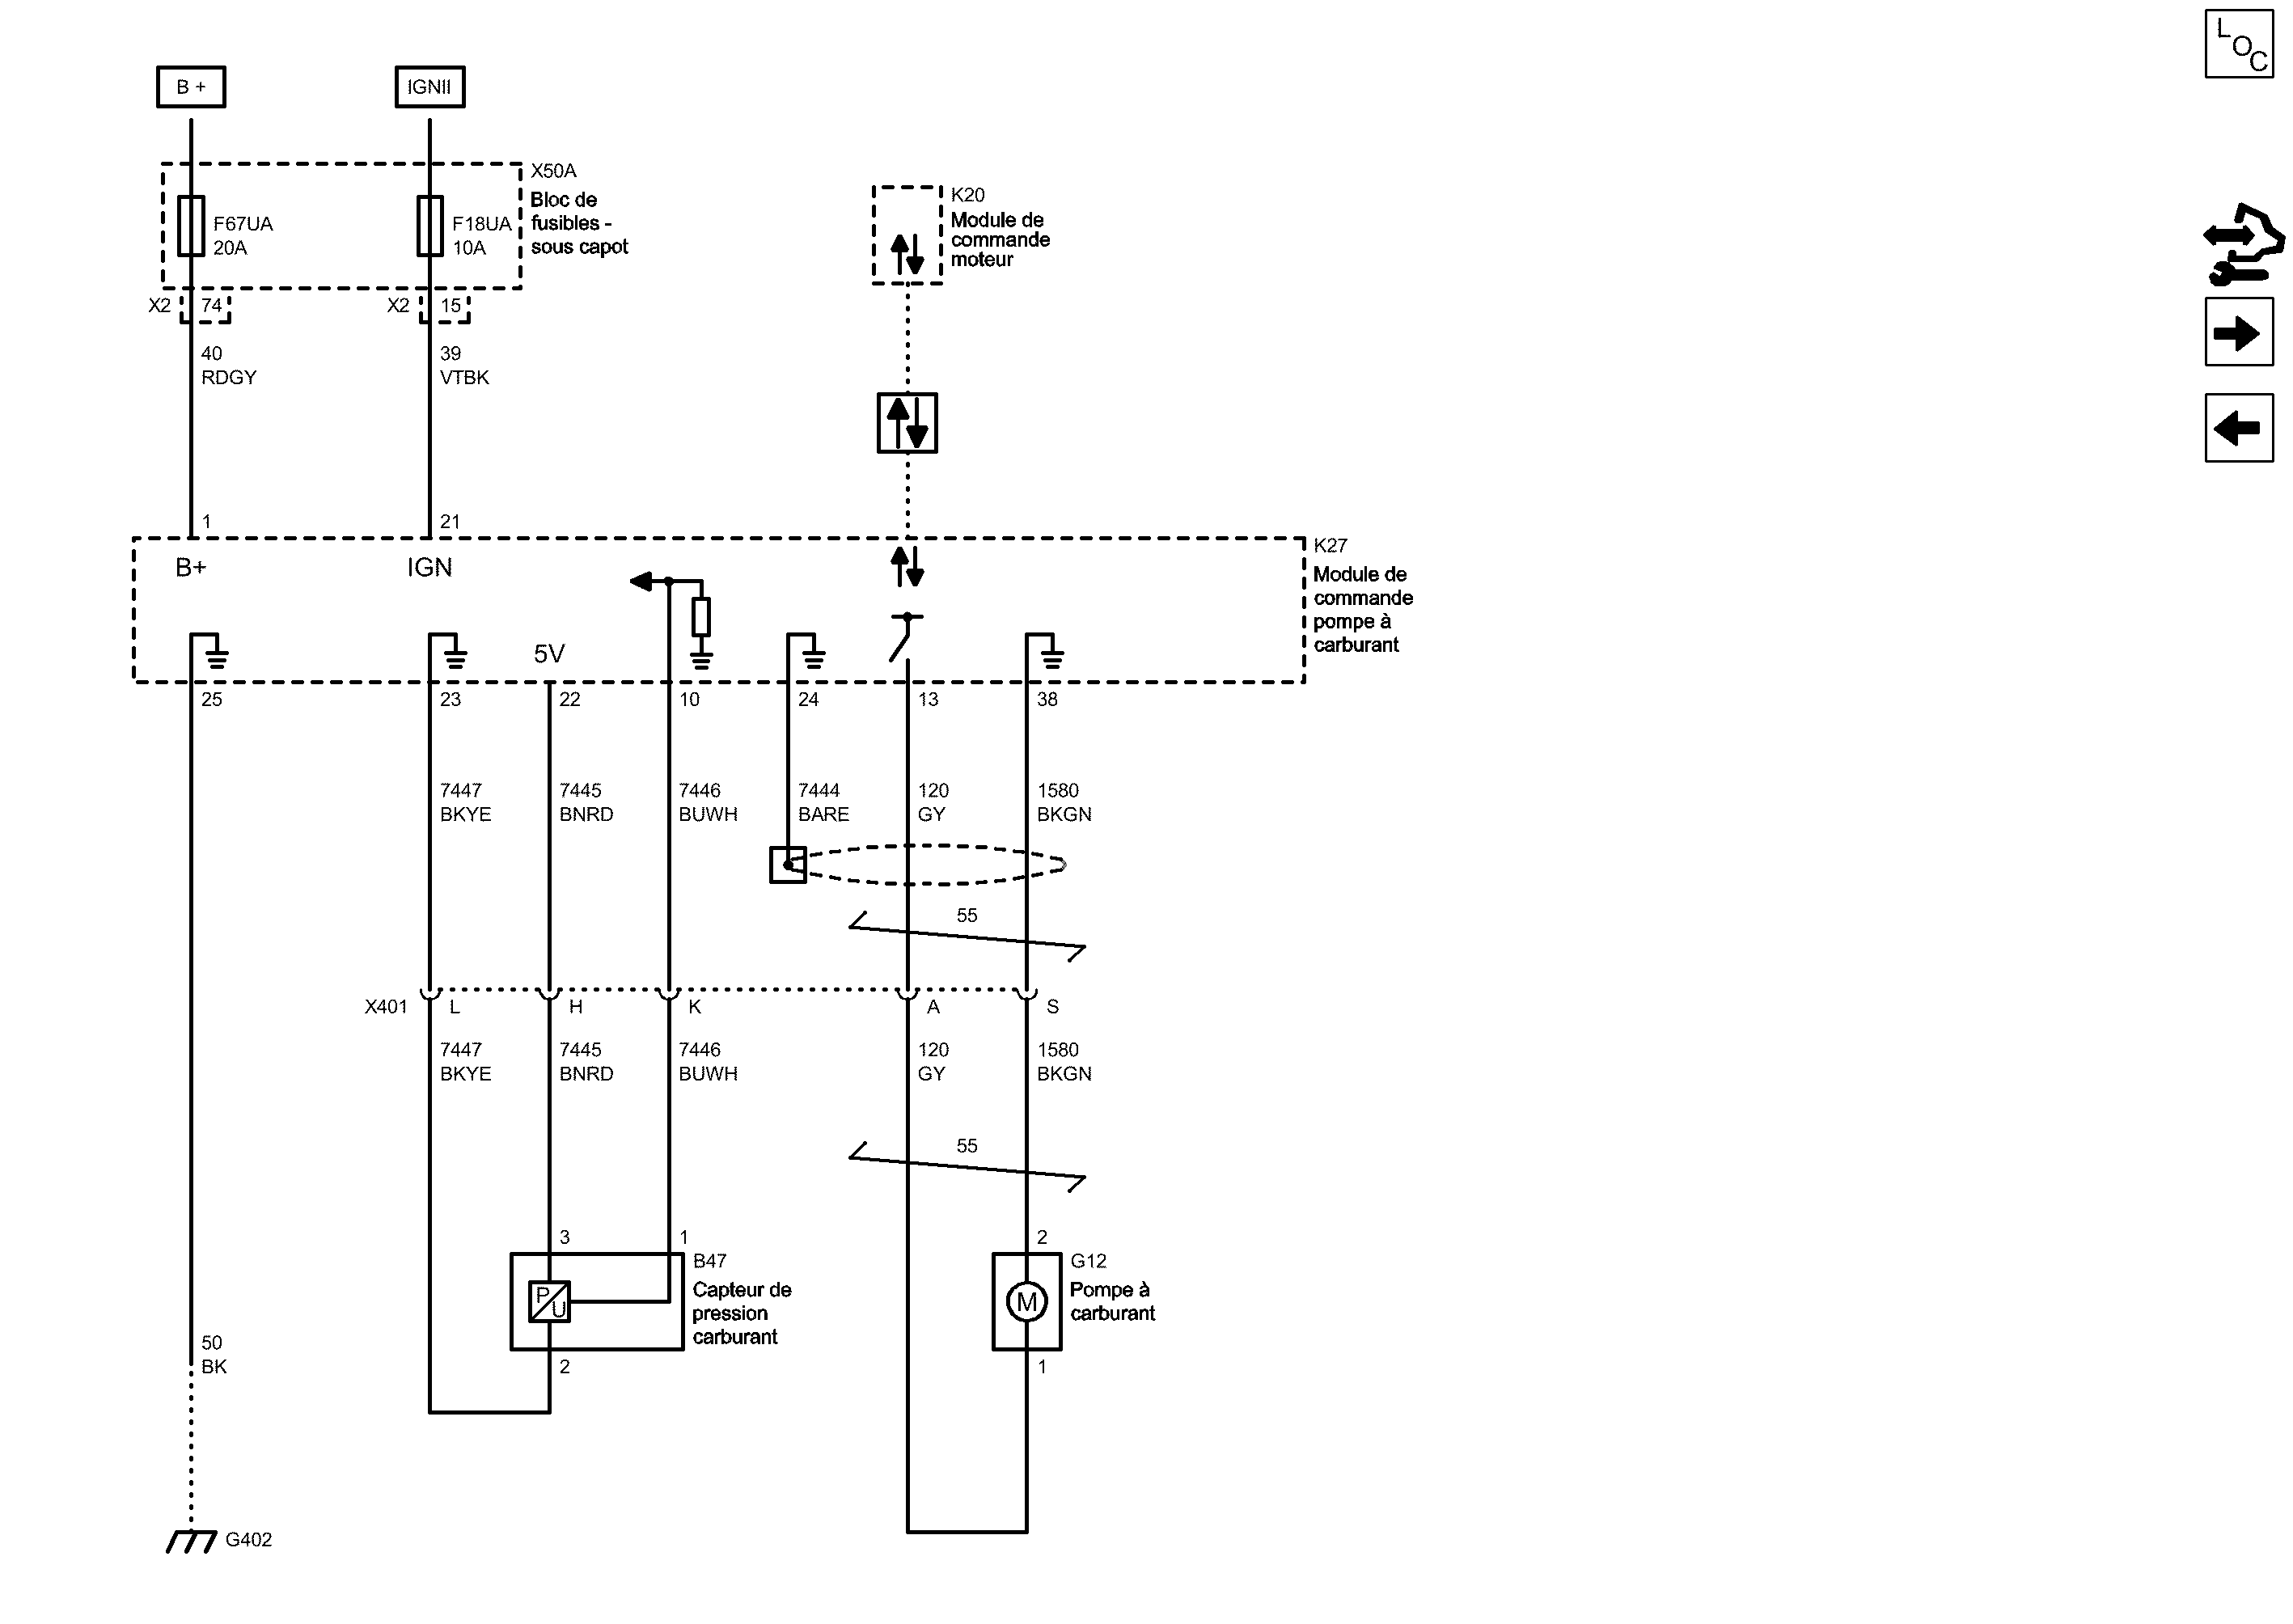 LOC
B +
IGNII
X50A
Bloc de
fusibles -
sous capot
F67UA
20A
F18UA
10A
K20
Module de
commande
moteur
X2
74
X2
15
40
RDGY
39
VTBK
1
21
K27
Module de
commande
pompe à
carburant
B+
IGN
5V
25
23
22
10
24
13
38
7447
BKYE
7445
BNRD
7446
BUWH
7444
BARE
120
GY
1580
BKGN
55
X401
L
H
K
A
S
7447
BKYE
7445
BNRD
7446
BUWH
120
GY
1580
BKGN
55
3
1
2
B47
Capteur de
pression
carburant
P
U
G12
Pompe à
carburant
M
50
BK
2
1
G402